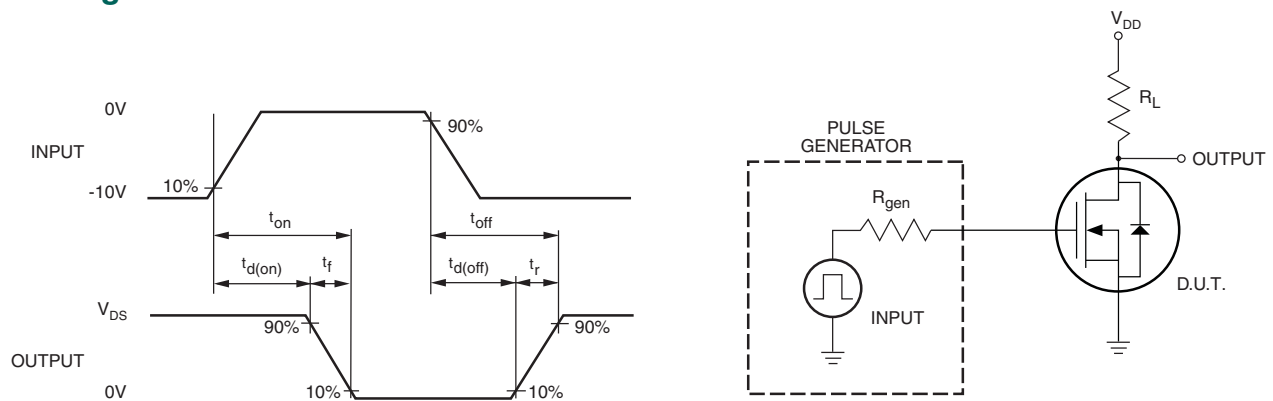 0V
INPUT
-10V
10%
90%
t_on
t_off
t_d(on)
t_f
t_d(off)
t_r
V_DS
90%
90%
OUTPUT
0V
10%
10%
V_DD
R_L
PULSE
GENERATOR
OUTPUT
R_gen
INPUT
D.U.T.